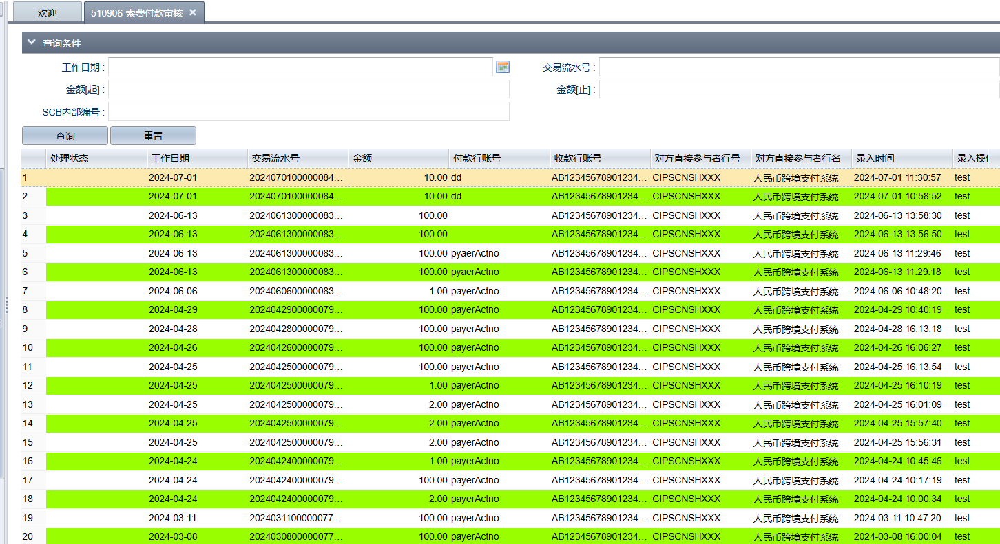 欢迎 510906-索费付款审核
查询条件
工作日期 : 交易流水号 :
金额[起] : 金额[止] :
SCB内部编号 :
查询 重置
处理状态 工作日期 交易流水号 金额 付款行账号 收款行账号 对方直接参与者行号 对方直接参与者行名 录入时间 录入操作
1 2024-07-01 2024070100000084... 10.00 dd AB12345678901234... CIPSCNSHXXX 人民币跨境支付系统 2024-07-01 11:30:57 test
2 2024-07-01 2024070100000084... 10.00 dd AB12345678901234... CIPSCNSHXXX 人民币跨境支付系统 2024-07-01 10:58:52 test
3 2024-06-13 2024061300000083... 100.00 AB12345678901234... CIPSCNSHXXX 人民币跨境支付系统 2024-06-13 13:58:30 test
4 2024-06-13 2024061300000083... 100.00 AB12345678901234... CIPSCNSHXXX 人民币跨境支付系统 2024-06-13 13:56:50 test
5 2024-06-13 2024061300000083... 100.00 pyaerActno AB12345678901234... CIPSCNSHXXX 人民币跨境支付系统 2024-06-13 11:29:46 test
6 2024-06-13 2024061300000083... 100.00 pyaerActno AB12345678901234... CIPSCNSHXXX 人民币跨境支付系统 2024-06-13 11:29:18 test
7 2024-06-06 2024060600000083... 1.00 payerActno AB12345678901234... CIPSCNSHXXX 人民币跨境支付系统 2024-06-06 10:48:20 test
8 2024-04-29 2024042900000079... 100.00 payerActno AB12345678901234... CIPSCNSHXXX 人民币跨境支付系统 2024-04-29 10:40:19 test
9 2024-04-28 2024042800000079... 100.00 payerActno AB12345678901234... CIPSCNSHXXX 人民币跨境支付系统 2024-04-28 16:13:18 test
10 2024-04-26 2024042600000079... 100.00 payerActno AB12345678901234... CIPSCNSHXXX 人民币跨境支付系统 2024-04-26 16:06:27 test
11 2024-04-25 2024042500000079... 100.00 payerActno AB12345678901234... CIPSCNSHXXX 人民币跨境支付系统 2024-04-25 16:13:54 test
12 2024-04-25 2024042500000079... 1.00 payerActno AB12345678901234... CIPSCNSHXXX 人民币跨境支付系统 2024-04-25 16:10:19 test
13 2024-04-25 2024042500000079... 2.00 payerActno AB12345678901234... CIPSCNSHXXX 人民币跨境支付系统 2024-04-25 16:01:09 test
14 2024-04-25 2024042500000079... 2.00 payerActno AB12345678901234... CIPSCNSHXXX 人民币跨境支付系统 2024-04-25 15:57:40 test
15 2024-04-25 2024042500000079... 2.00 payerActno AB12345678901234... CIPSCNSHXXX 人民币跨境支付系统 2024-04-25 15:56:31 test
16 2024-04-24 2024042400000079... 1.00 payerActno AB12345678901234... CIPSCNSHXXX 人民币跨境支付系统 2024-04-24 10:45:46 test
17 2024-04-24 2024042400000079... 100.00 payerActno AB12345678901234... CIPSCNSHXXX 人民币跨境支付系统 2024-04-24 10:17:19 test
18 2024-04-24 2024042400000079... 2.00 payerActno AB12345678901234... CIPSCNSHXXX 人民币跨境支付系统 2024-04-24 10:00:34 test
19 2024-03-11 2024031100000077... 100.00 payerActno AB12345678901234... CIPSCNSHXXX 人民币跨境支付系统 2024-03-11 10:47:20 test
20 2024-03-08 2024030800000077... 100.00 payerActno AB12345678901234... CIPSCNSHXXX 人民币跨境支付系统 2024-03-08 16:00:04 test